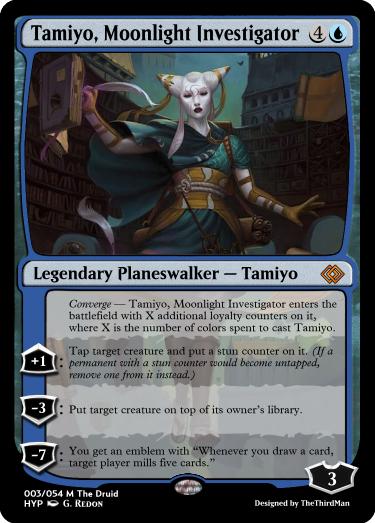 Tamiyo, Moonlight Investigator 4
Legendary Planeswalker — Tamiyo
Converge — Tamiyo, Moonlight Investigator enters the
battlefield with X additional loyalty counters on it,
where X is the number of colors spent to cast Tamiyo.
+1: Tap target creature and put a stun counter on it. (If a
permanent with a stun counter would become untapped,
remove one from it instead.)
-3: Put target creature on top of its owner's library.
-7: You get an emblem with "Whenever you draw a card,
target player mills five cards."
3
003/054 M The Druid
HYP G. Redon
Designed by TheThirdMan